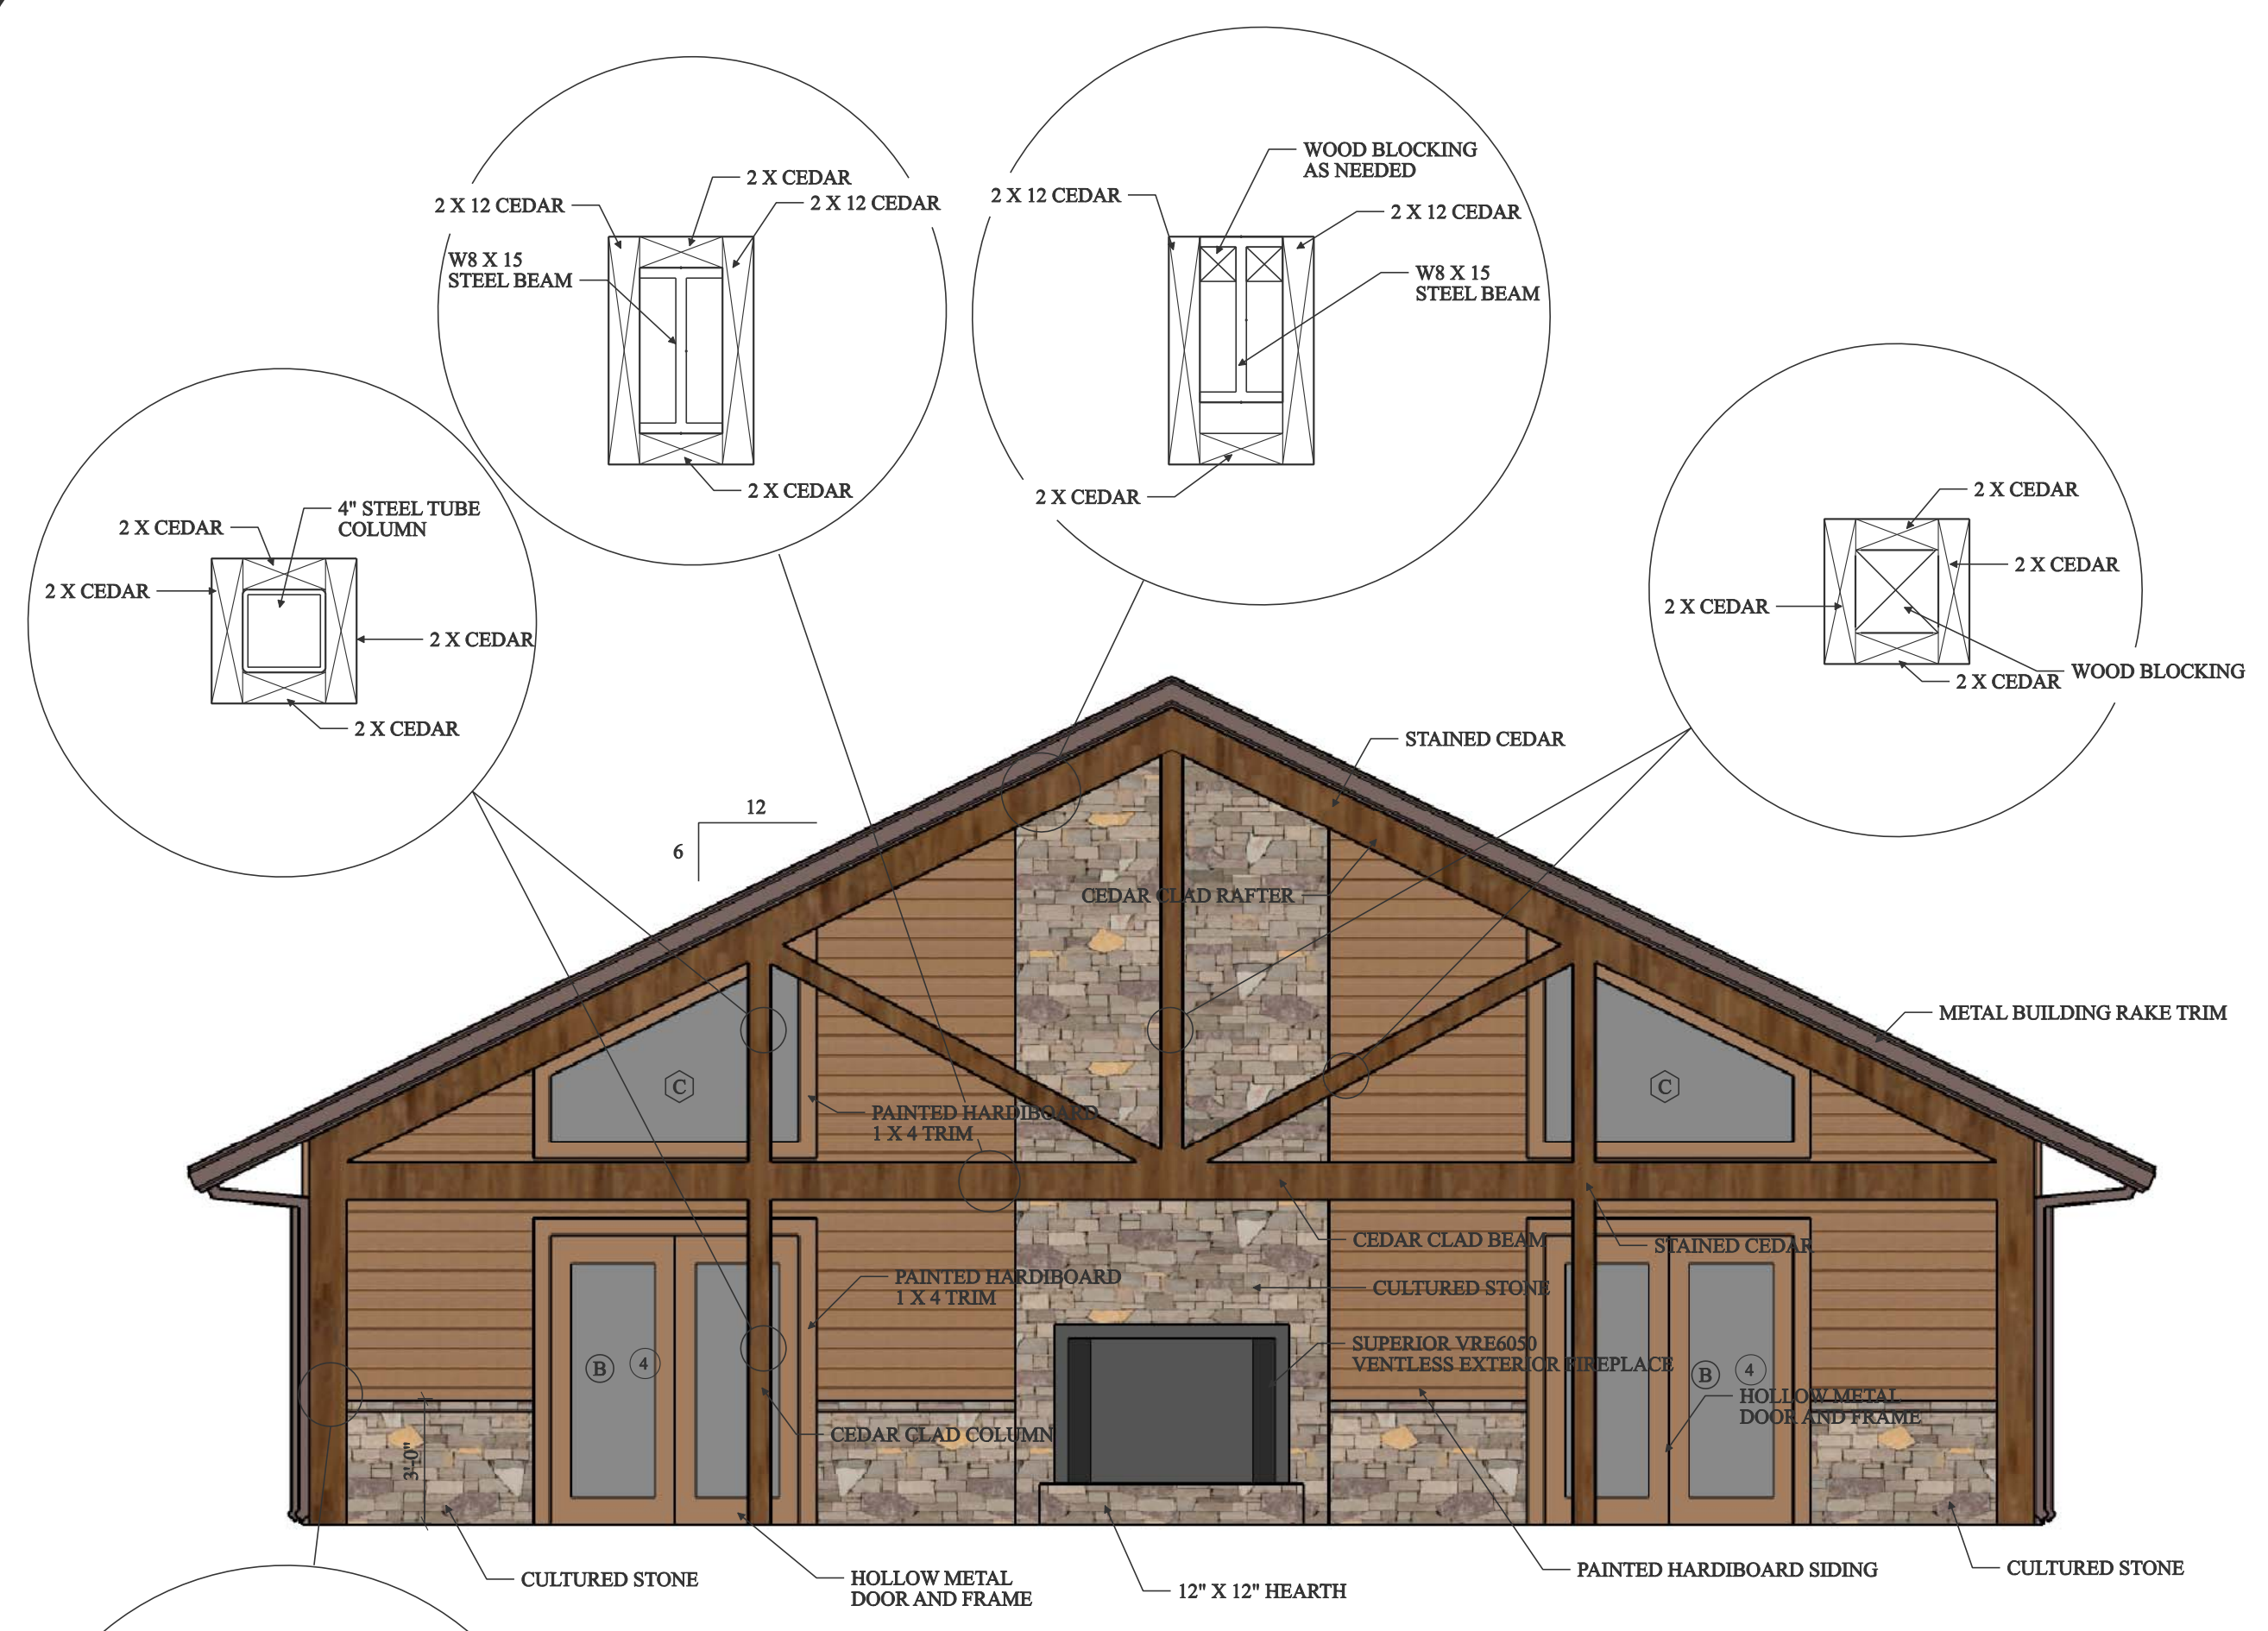 WOOD BLOCKING
AS NEEDED
2 X CEDAR
2 X 12 CEDAR
2 X 12 CEDAR
2 X 12 CEDAR
2 X 12 CEDAR
W8 X 15
STEEL BEAM
W8 X 15
STEEL BEAM
2 X CEDAR
2 X CEDAR
2 X CEDAR
4" STEEL TUBE
COLUMN
2 X CEDAR
2 X CEDAR
2 X CEDAR
2 X CEDAR
2 X CEDAR
2 X CEDAR
2 X CEDAR
WOOD BLOCKING
2 X CEDAR
STAINED CEDAR
12
6
CEDAR CLAD RAFTER
METAL BUILDING RAKE TRIM
C
C
PAINTED HARDIBOARD
1 X 4 TRIM
CEDAR CLAD BEAM
STAINED CEDAR
PAINTED HARDIBOARD
1 X 4 TRIM
CULTURED STONE
SUPERIOR VRE6050
VENTLESS EXTERIOR FIREPLACE
B 4
B 4
HOLLOW METAL
DOOR AND FRAME
CEDAR CLAD COLUMN
3'-0"
CULTURED STONE
HOLLOW METAL
DOOR AND FRAME
12" X 12" HEARTH
PAINTED HARDIBOARD SIDING
CULTURED STONE